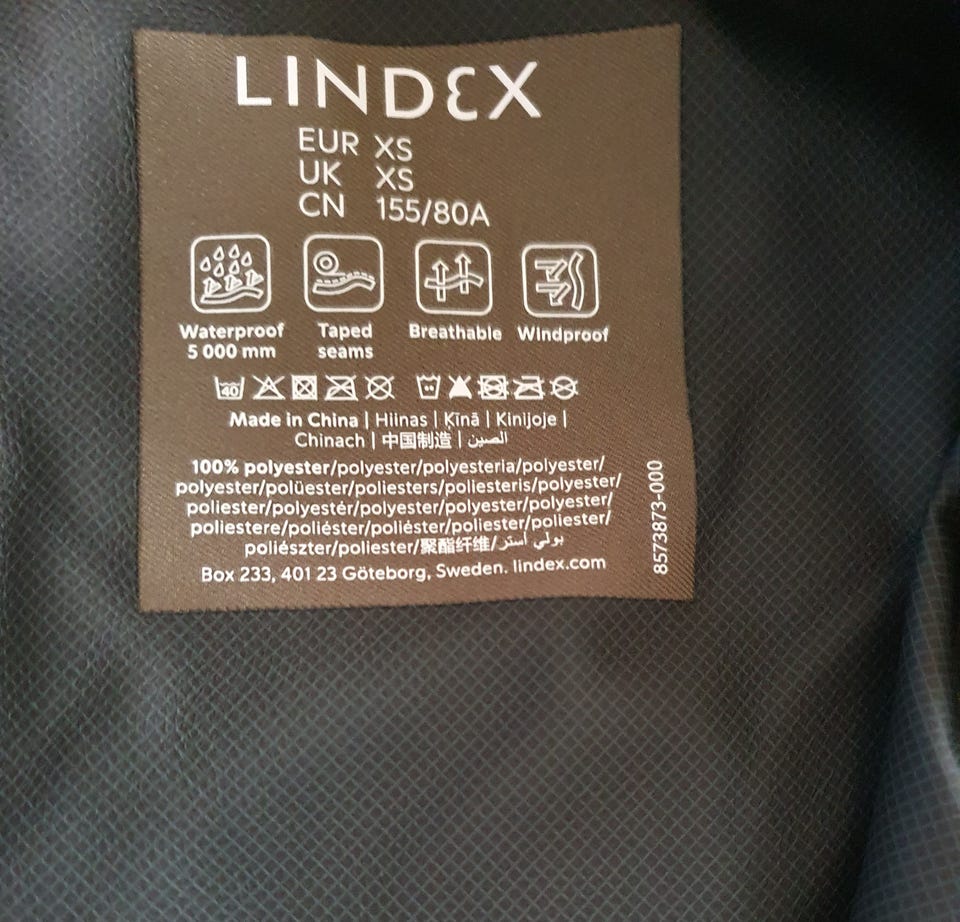 LINDEX
EUR XS
UK XS
CN 155/80A
Waterproof 5 000 mm
Taped seams
Breathable
Windproof
40
Made in China | Hiinas | Ķīnā | Kinijoje |
Chinach | 中国制造 | الصين
100% polyester/polyester/polyesteria/polyester/
polyester/polüester/poliesters/poliesteris/polyester/
poliester/polyestér/polyester/polyester/polyester/
poliestere/poliéster/poliéster/poliester/poliester/
poliészter/poliester/聚酯纤维/بولي أستر
Box 233, 401 23 Göteborg, Sweden. lindex.com
8573873-000